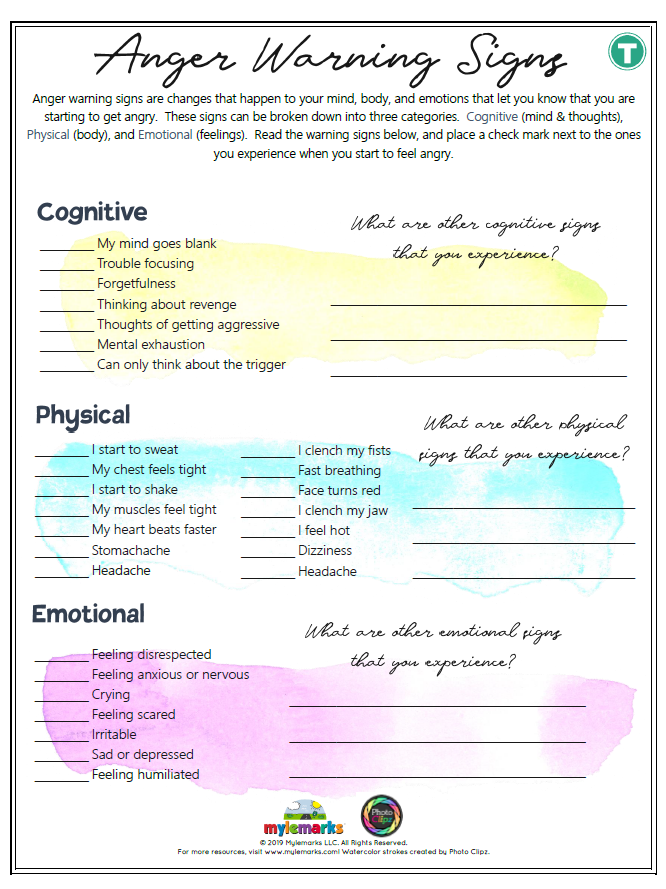 Anger Warning Signs
T
Anger warning signs are changes that happen to your mind, body, and emotions that let you know that you are
starting to get angry. These signs can be broken down into three categories. Cognitive (mind & thoughts),
Physical (body), and Emotional (feelings). Read the warning signs below, and place a check mark next to the ones
you experience when you start to feel angry.
Cognitive
My mind goes blank
Trouble focusing
Forgetfulness
Thinking about revenge
Thoughts of getting aggressive
Mental exhaustion
Can only think about the trigger
What are other cognitive signs
that you experience?
Physical
I start to sweat
My chest feels tight
I start to shake
My muscles feel tight
My heart beats faster
Stomachache
Headache
I clench my fists
Fast breathing
Face turns red
I clench my jaw
I feel hot
Dizziness
Headache
What are other physical
signs that you experience?
Emotional
Feeling disrespected
Feeling anxious or nervous
Crying
Feeling scared
Irritable
Sad or depressed
Feeling humiliated
What are other emotional signs
that you experience?
mylemarks
Photo
Clipz
© 2019 Mylemarks LLC. All Rights Reserved.
For more resources, visit www.mylemarks.com! Watercolor strokes created by Photo Clipz.